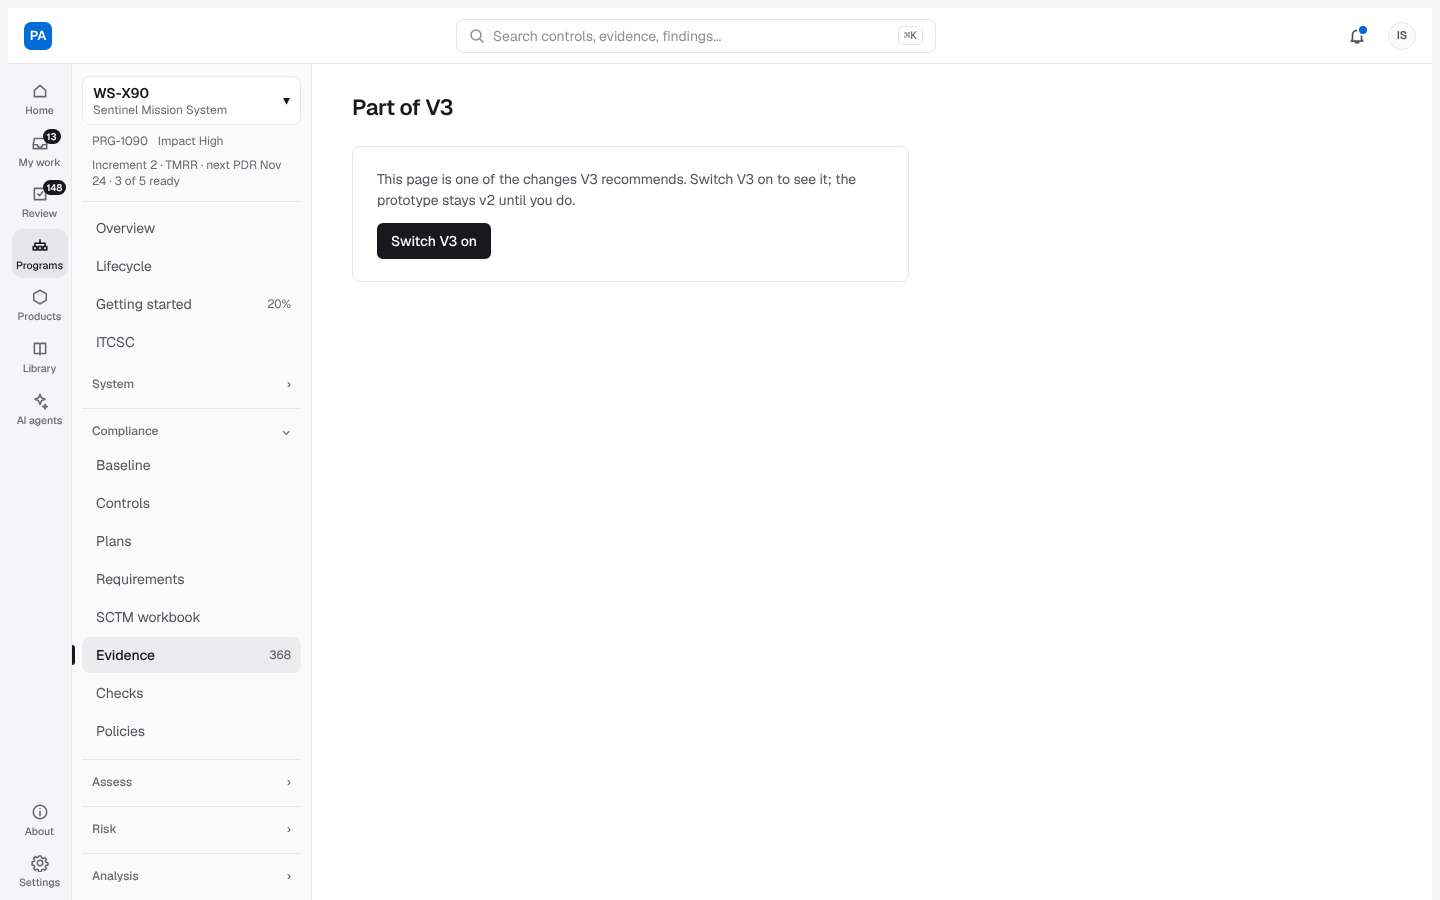 PA
Search controls, evidence, findings...
⌘K
IS
Home
13
My work
148
Review
Programs
Products
Library
AI agents
About
Settings
WS-X90
Sentinel Mission System
PRG-1090 Impact High
Increment 2 · TMRR · next PDR Nov
24 · 3 of 5 ready
Overview
Lifecycle
Getting started 20%
ITCSC
System
Compliance
Baseline
Controls
Plans
Requirements
SCTM workbook
Evidence 368
Checks
Policies
Assess
Risk
Analysis
Part of V3
This page is one of the changes V3 recommends. Switch V3 on to see it; the
prototype stays v2 until you do.
Switch V3 on